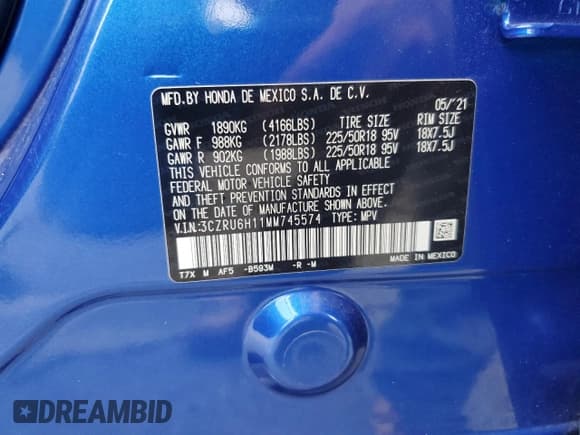 MFD.BY HONDA DE MEXICO S.A. DE C.V.
05/'21
GVWR 1890KG (4166LBS) TIRE SIZE RIM SIZE
GAWR F 988KG (2178LBS) 225/50R18 95V 18X7.5J
GAWR R 902KG (1988LBS) 225/50R18 95V 18X7.5J
THIS VEHICLE CONFORMS TO ALL APPLICABLE
FEDERAL MOTOR VEHICLE SAFETY
AND THEFT PREVENTION STANDARDS IN EFFECT
ON THE DATE OF MANUFACTURE SHOWN ABOVE.
V.I.N:3CZRU6H11MM745574 TYPE: MPV
T7X M AF5 -B593M -R -M
MADE IN MEXICO
DREAMBID